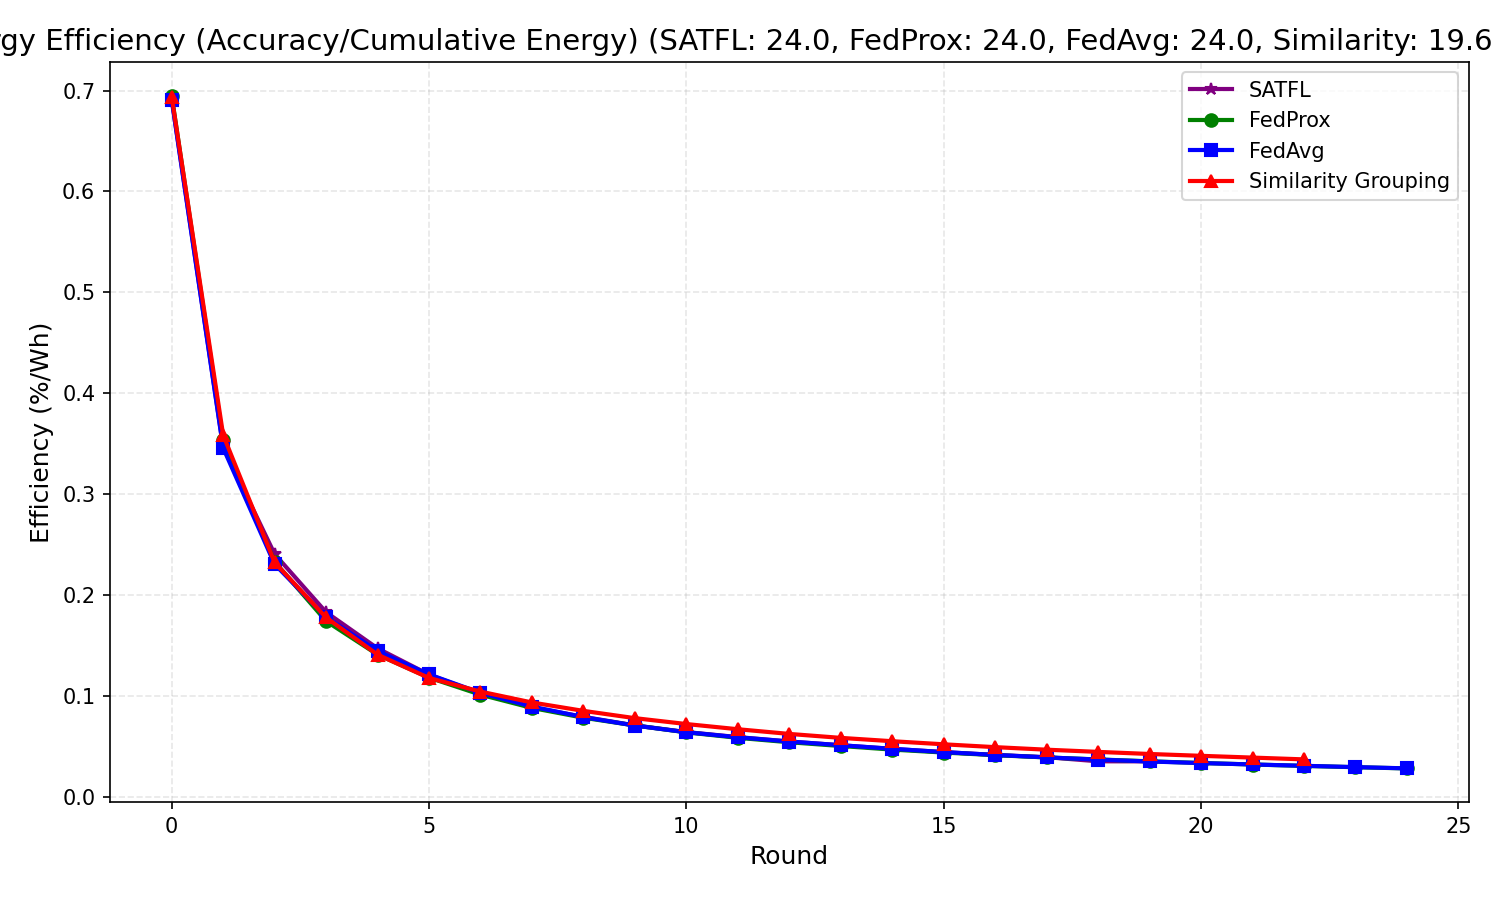 gy Efficiency (Accuracy/Cumulative Energy) (SATFL: 24.0, FedProx: 24.0, FedAvg: 24.0, Similarity: 19.6
SATFL
FedProx
FedAvg
Similarity Grouping
Efficiency (%/Wh)
0.7
0.6
0.5
0.4
0.3
0.2
0.1
0.0
0 5 10 15 20 25
Round